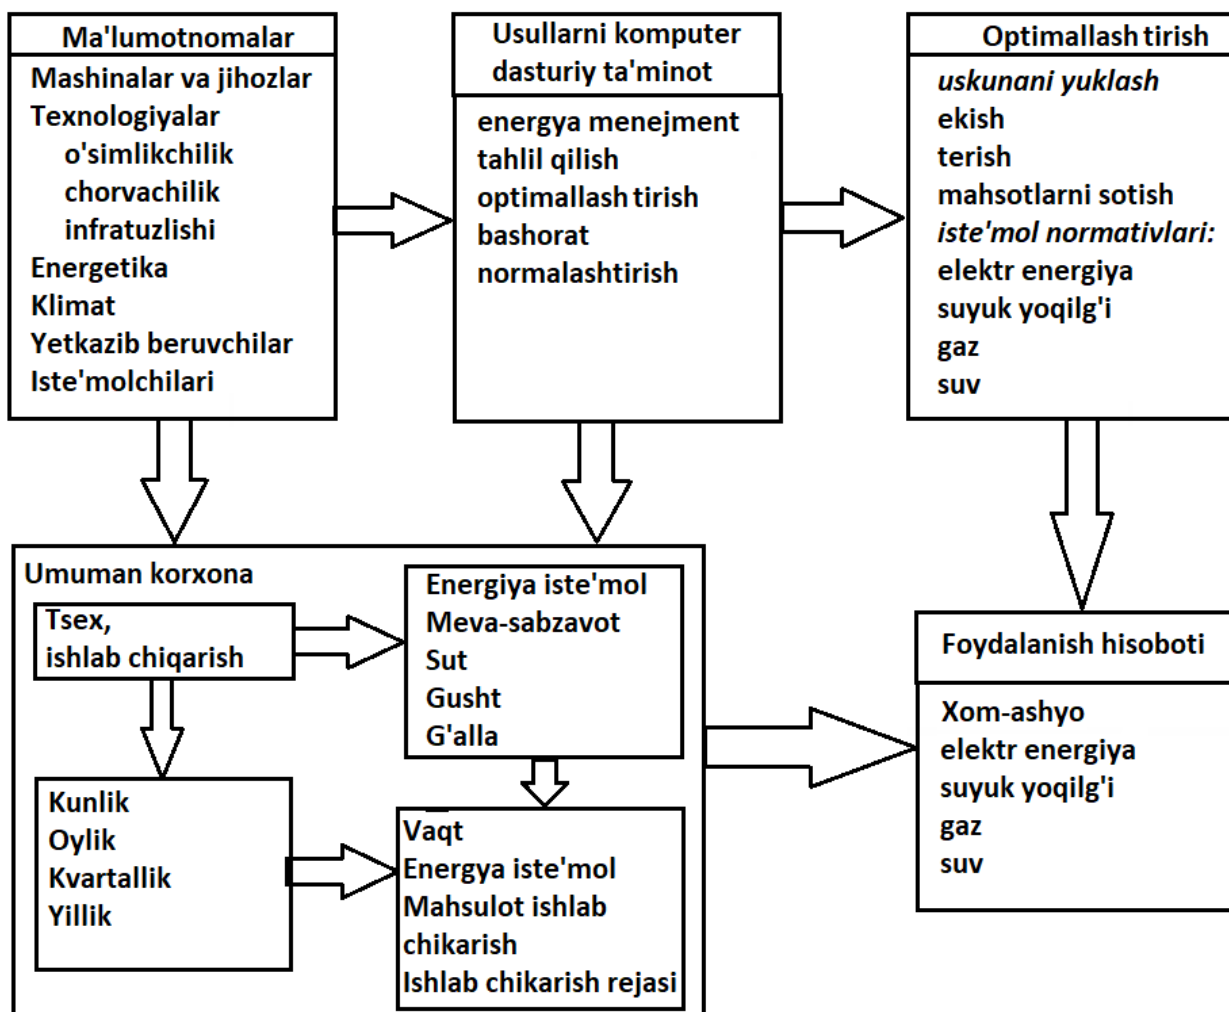 Ma'lumotnomalar
Mashinalar va jihozlar
Texnologiyalar
o'simlikchilik
chorvachilik
infratuzlishi
Energetika
Klimat
Yetkazib beruvchilar
Iste'molchilari
Usullarni komputer
dasturiy ta'minot
energya menejment
tahlil qilish
optimallash tirish
bashorat
normalashtirish
Optimallash tirish
uskunani yuklash
ekish
terish
mahsotlarni sotish
iste'mol normativlari:
elektr energiya
suyuk yoqilg'i
gaz
suv
Umuman korxona
Tsex,
ishlab chiqarish
Energiya iste'mol
Meva-sabzavot
Sut
Gusht
G'alla
Kunlik
Oylik
Kvartallik
Yillik
Vaqt
Energya iste'mol
Mahsulot ishlab
chikarish
Ishlab chikarish rejasi
Foydalanish hisoboti
Xom-ashyo
elektr energiya
suyuk yoqilg'i
gaz
suv